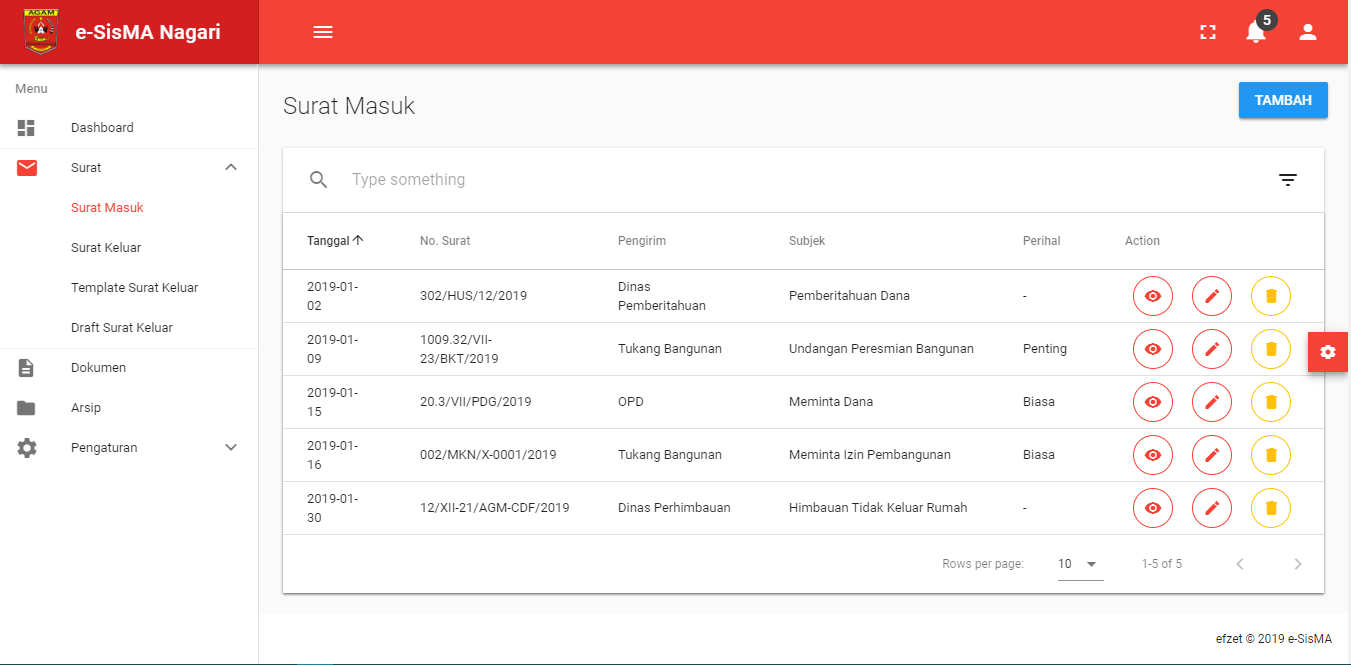 AGAM
e-SisMA Nagari
5
Menu
Dashboard
Surat
Surat Masuk
Surat Keluar
Template Surat Keluar
Draft Surat Keluar
Dokumen
Arsip
Pengaturan
Surat Masuk
TAMBAH
Type something
Tanggal No. Surat Pengirim Subjek Perihal Action
2019-01-
02
302/HUS/12/2019
Dinas
Pemberitahuan
Pemberitahuan Dana
-
2019-01-
09
1009.32/VII-
23/BKT/2019
Tukang Bangunan
Undangan Peresmian Bangunan
Penting
2019-01-
15
20.3/VII/PDG/2019
OPD
Meminta Dana
Biasa
2019-01-
16
002/MKN/X-0001/2019
Tukang Bangunan
Meminta Izin Pembangunan
Biasa
2019-01-
30
12/XII-21/AGM-CDF/2019
Dinas Perhimbauan
Himbauan Tidak Keluar Rumah
-
Rows per page: 10 1-5 of 5
efzet © 2019 e-SisMA